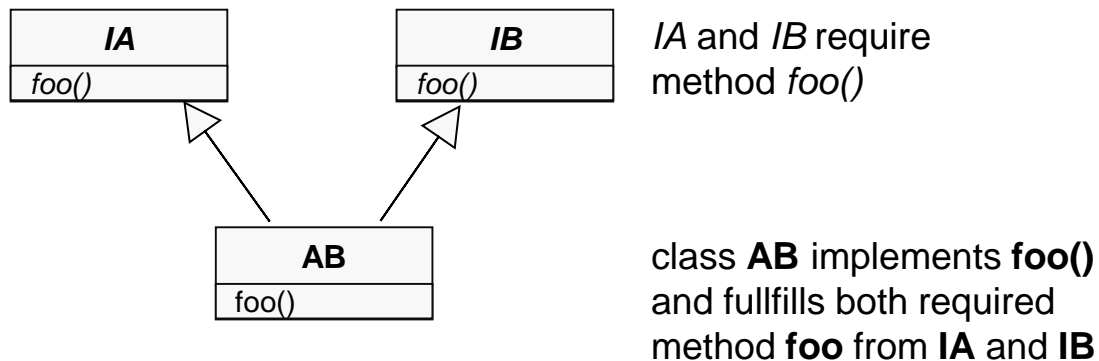 IA
foo()
IB
foo()
IA and IB require
method foo()
AB
foo()
class AB implements foo()
and fullfills both required
method foo from IA and IB